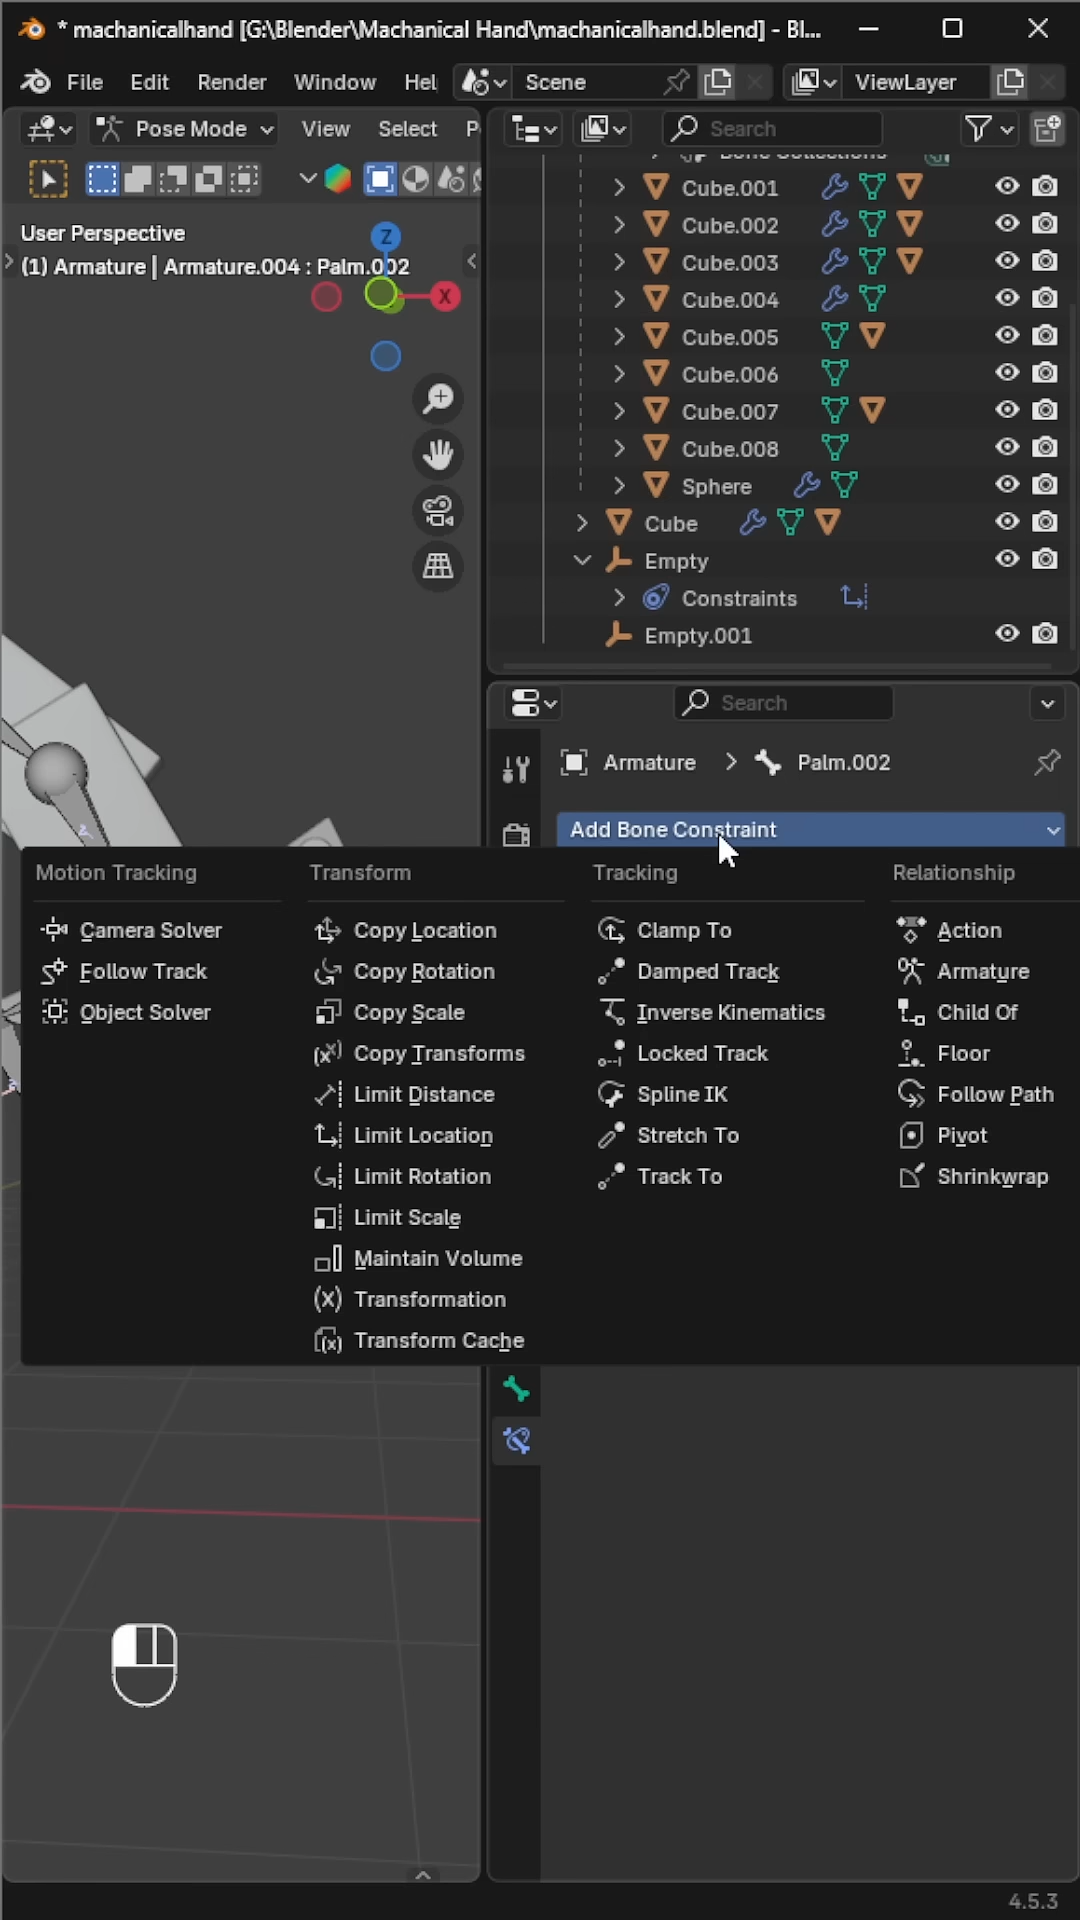 * machanicalhand [G:\Blender\Machanical Hand\machanicalhand.blend] - Bl...
File Edit Render Window Hel Scene ViewLayer
Pose Mode View Select P Search
User Perspective
(1) Armature | Armature.004 : Palm.002
Z
X
Bone Collections
Cube.001
Cube.002
Cube.003
Cube.004
Cube.005
Cube.006
Cube.007
Cube.008
Sphere
Cube
Empty
Constraints
Empty.001
Search
Armature > Palm.002
Add Bone Constraint
Motion Tracking
Camera Solver
Follow Track
Object Solver
Transform
Copy Location
Copy Rotation
Copy Scale
Copy Transforms
Limit Distance
Limit Location
Limit Rotation
Limit Scale
Maintain Volume
Transformation
Transform Cache
Tracking
Clamp To
Damped Track
Inverse Kinematics
Locked Track
Spline IK
Stretch To
Track To
Relationship
Action
Armature
Child Of
Floor
Follow Path
Pivot
Shrinkwrap
4.5.3